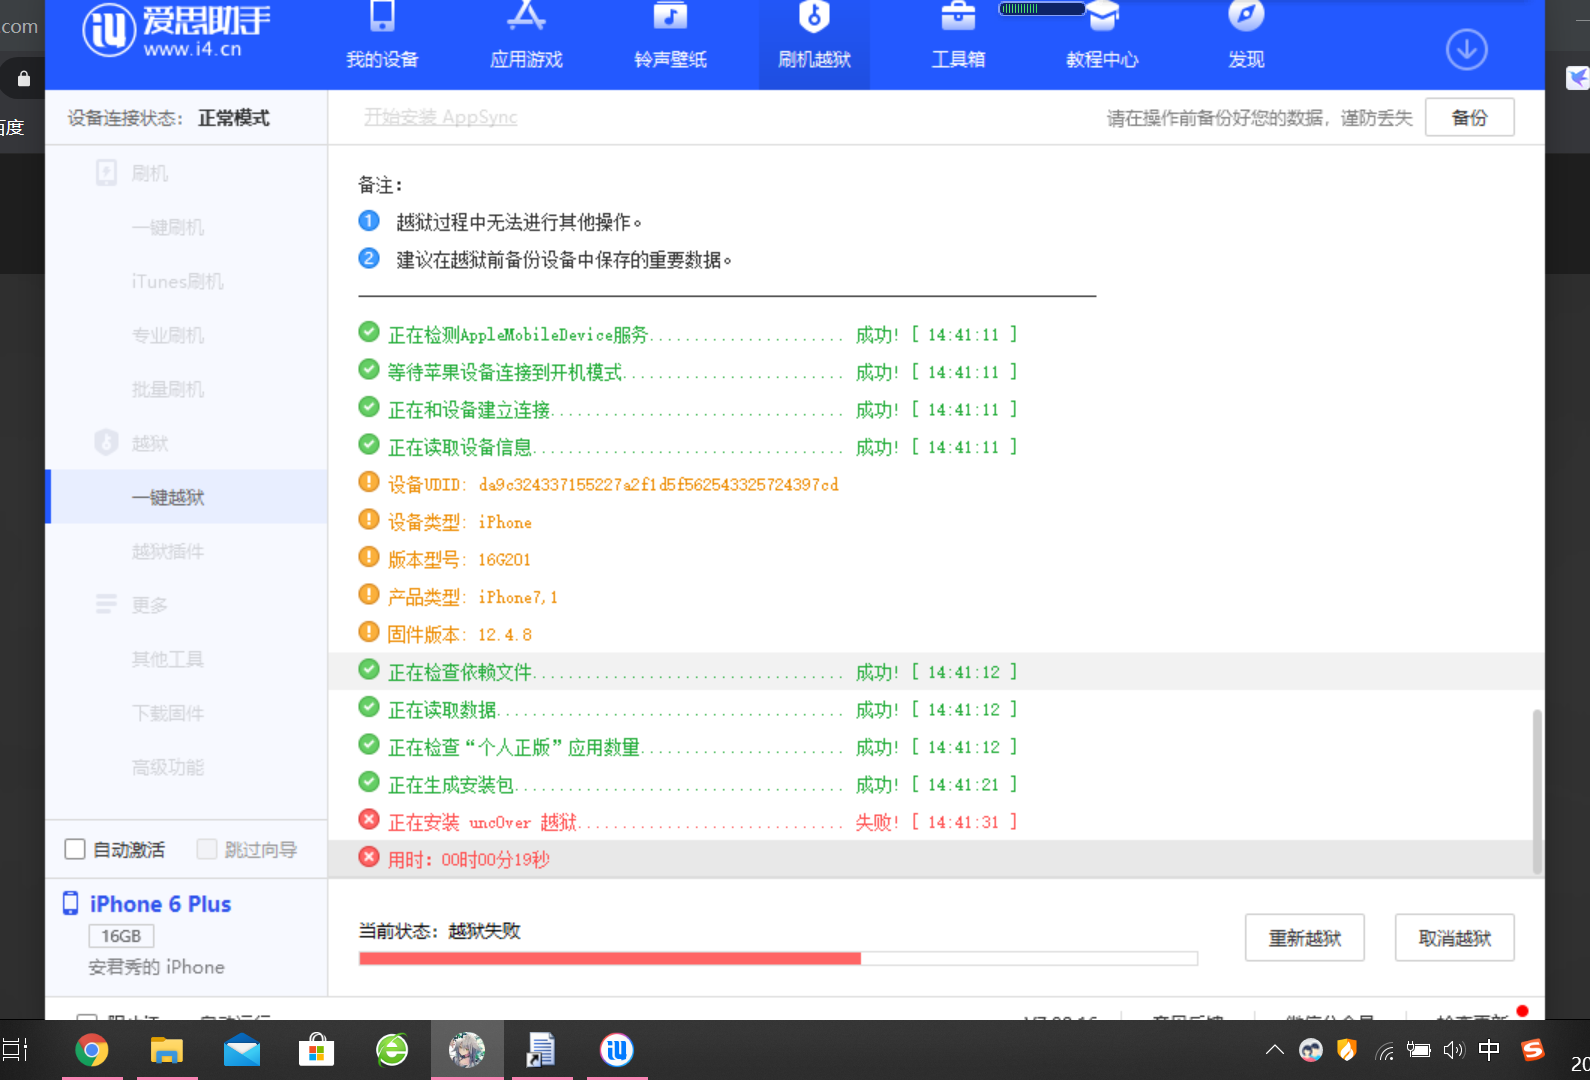 com
爱思助手
www.i4.cn
我的设备
应用游戏
铃声壁纸
刷机越狱
工具箱
教程中心
发现
百度
设备连接状态： 正常模式
开始安装 AppSync
请在操作前备份好您的数据，谨防丢失
备份
刷机
一键刷机
iTunes刷机
专业刷机
批量刷机
越狱
一键越狱
越狱插件
更多
其他工具
下载固件
高级功能
备注：
1 越狱过程中无法进行其他操作。
2 建议在越狱前备份设备中保存的重要数据。
正在检测AppleMobileDevice服务...................... 成功! [ 14:41:11 ]
等待苹果设备连接到开机模式......................... 成功! [ 14:41:11 ]
正在和设备建立连接................................. 成功! [ 14:41:11 ]
正在读取设备信息................................... 成功! [ 14:41:11 ]
设备UDID: da9c324337155227a2f1d5f562543325724397cd
设备类型: iPhone
版本型号: 16G201
产品类型: iPhone7,1
固件版本: 12.4.8
正在检查依赖文件................................... 成功! [ 14:41:12 ]
正在读取数据....................................... 成功! [ 14:41:12 ]
正在检查“个人正版”应用数量....................... 成功! [ 14:41:12 ]
正在生成安装包..................................... 成功! [ 14:41:21 ]
正在安装 unc0ver 越狱.............................. 失败! [ 14:41:31 ]
用时: 00时00分19秒
自动激活
跳过向导
iPhone 6 Plus
16GB
安君秀的 iPhone
当前状态： 越狱失败
重新越狱
取消越狱
意见反馈
微信公众号
检查更新
中
20